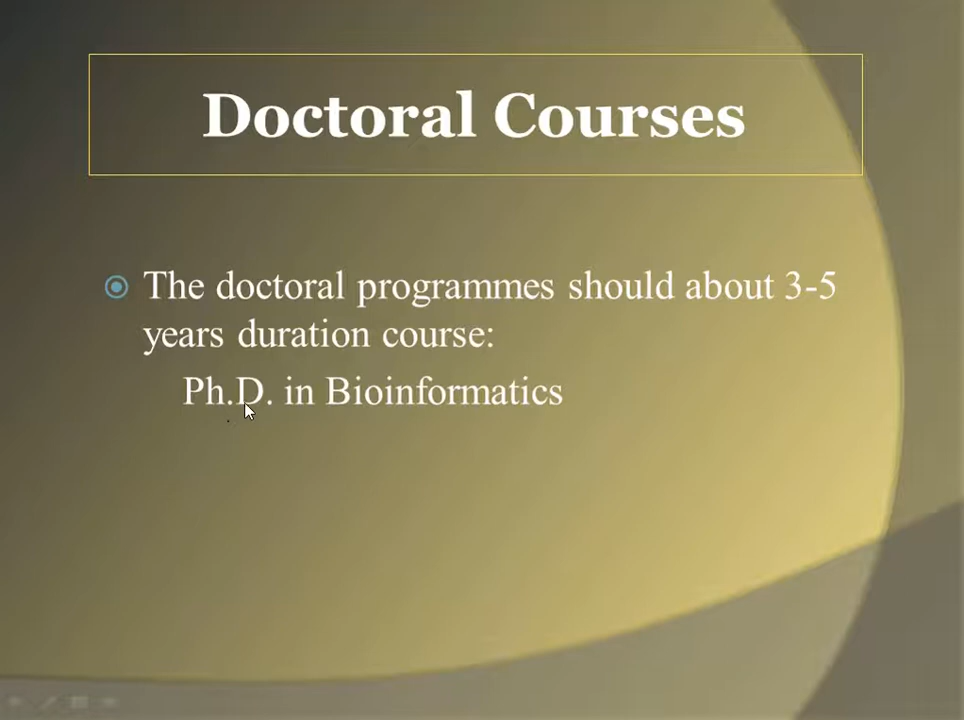 Doctoral Courses
The doctoral programmes should about 3-5
years duration course:
Ph.D. in Bioinformatics